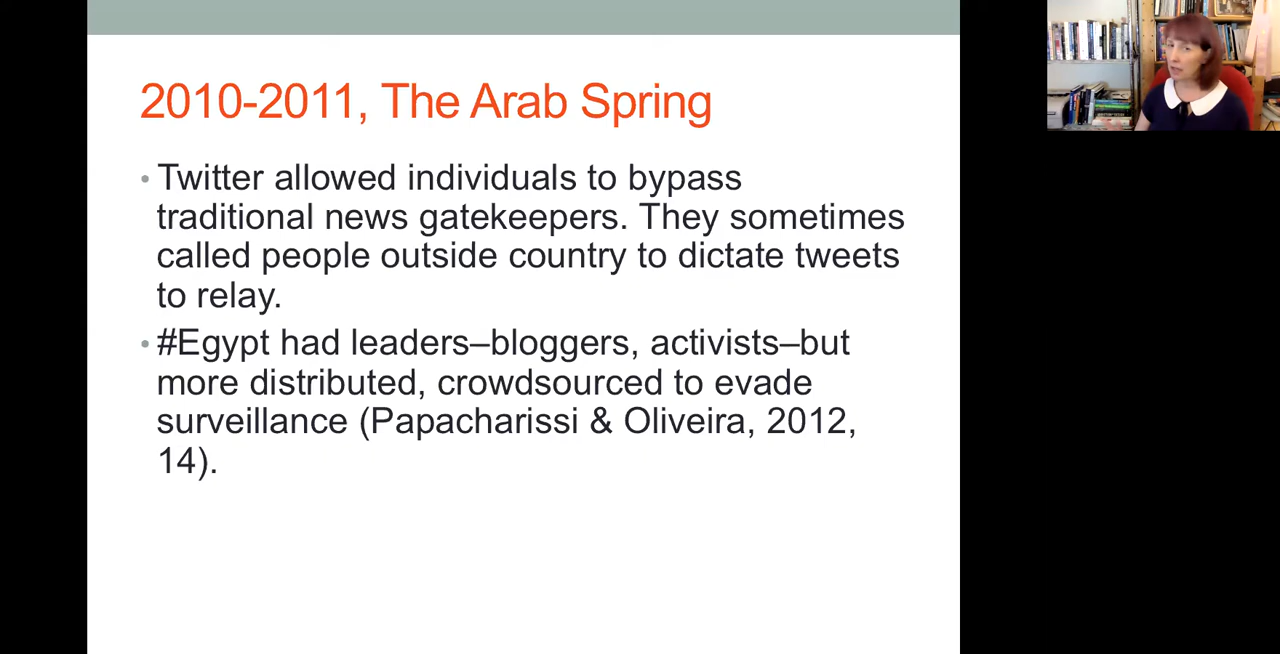 2010-2011, The Arab Spring
• Twitter allowed individuals to bypass
traditional news gatekeepers. They sometimes
called people outside country to dictate tweets
to relay.
• #Egypt had leaders–bloggers, activists–but
more distributed, crowdsourced to evade
surveillance (Papacharissi & Oliveira, 2012,
14).